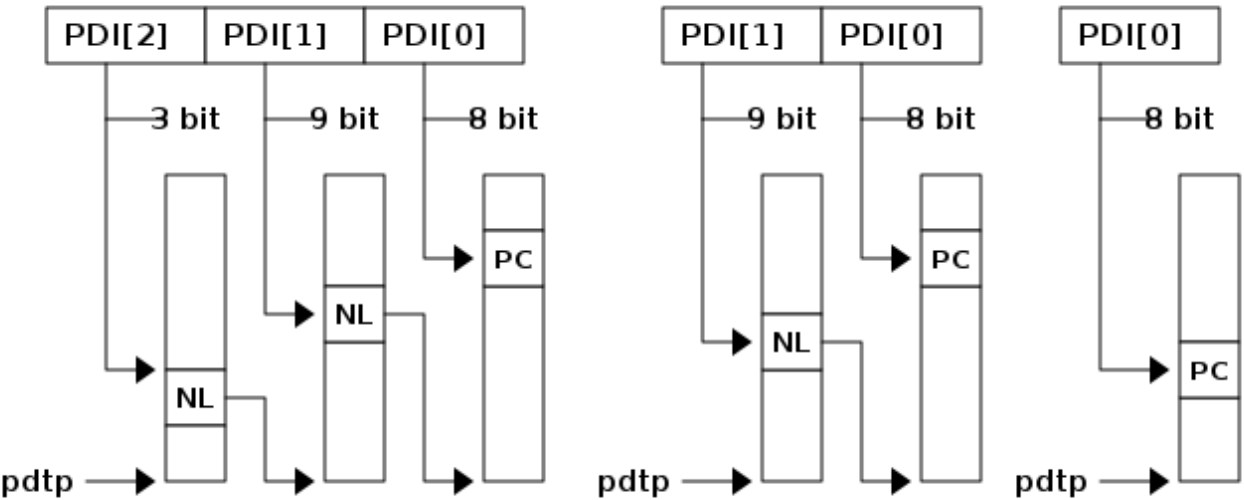 PDI[2] PDI[1] PDI[0] PDI[1] PDI[0] PDI[0]
3 bit 9 bit 8 bit 9 bit 8 bit 8 bit
PC PC
NL
NL
PC
NL
pdtp pdtp pdtp